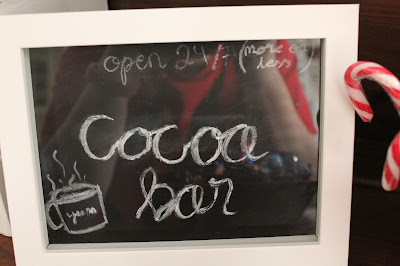 open 24/7 (more or
less)
cocoa
bar